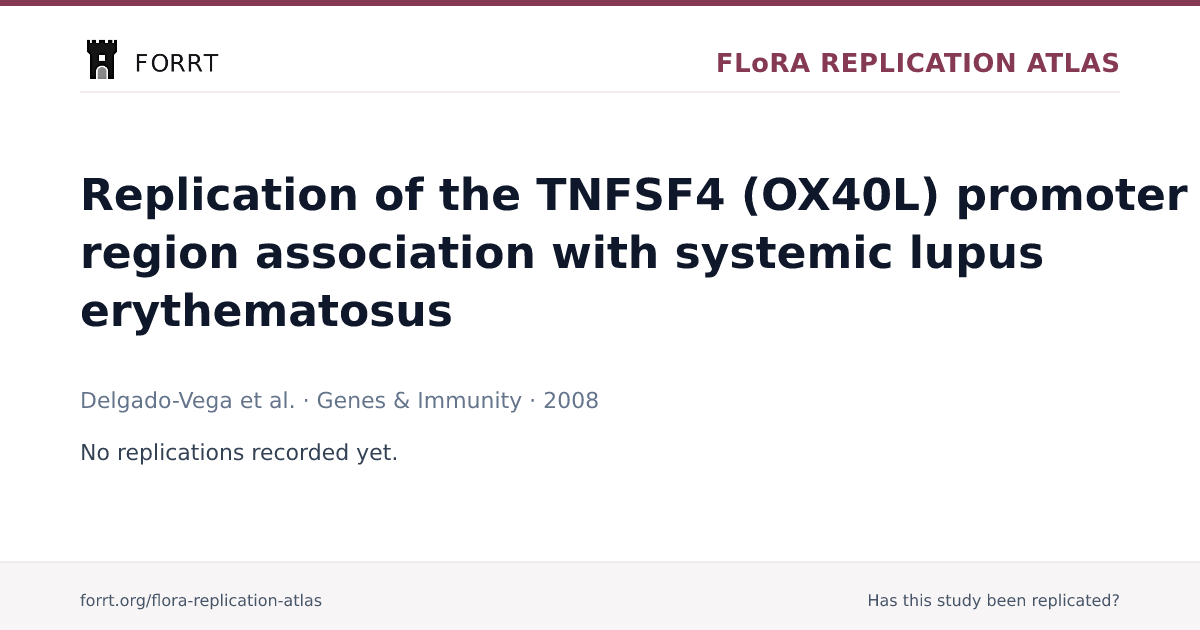 FORRT
FLoRA REPLICATION ATLAS
Replication of the TNFSF4 (OX40L) promoter
region association with systemic lupus
erythematosus
Delgado-Vega et al. · Genes & Immunity · 2008
No replications recorded yet.
forrt.org/flora-replication-atlas
Has this study been replicated?